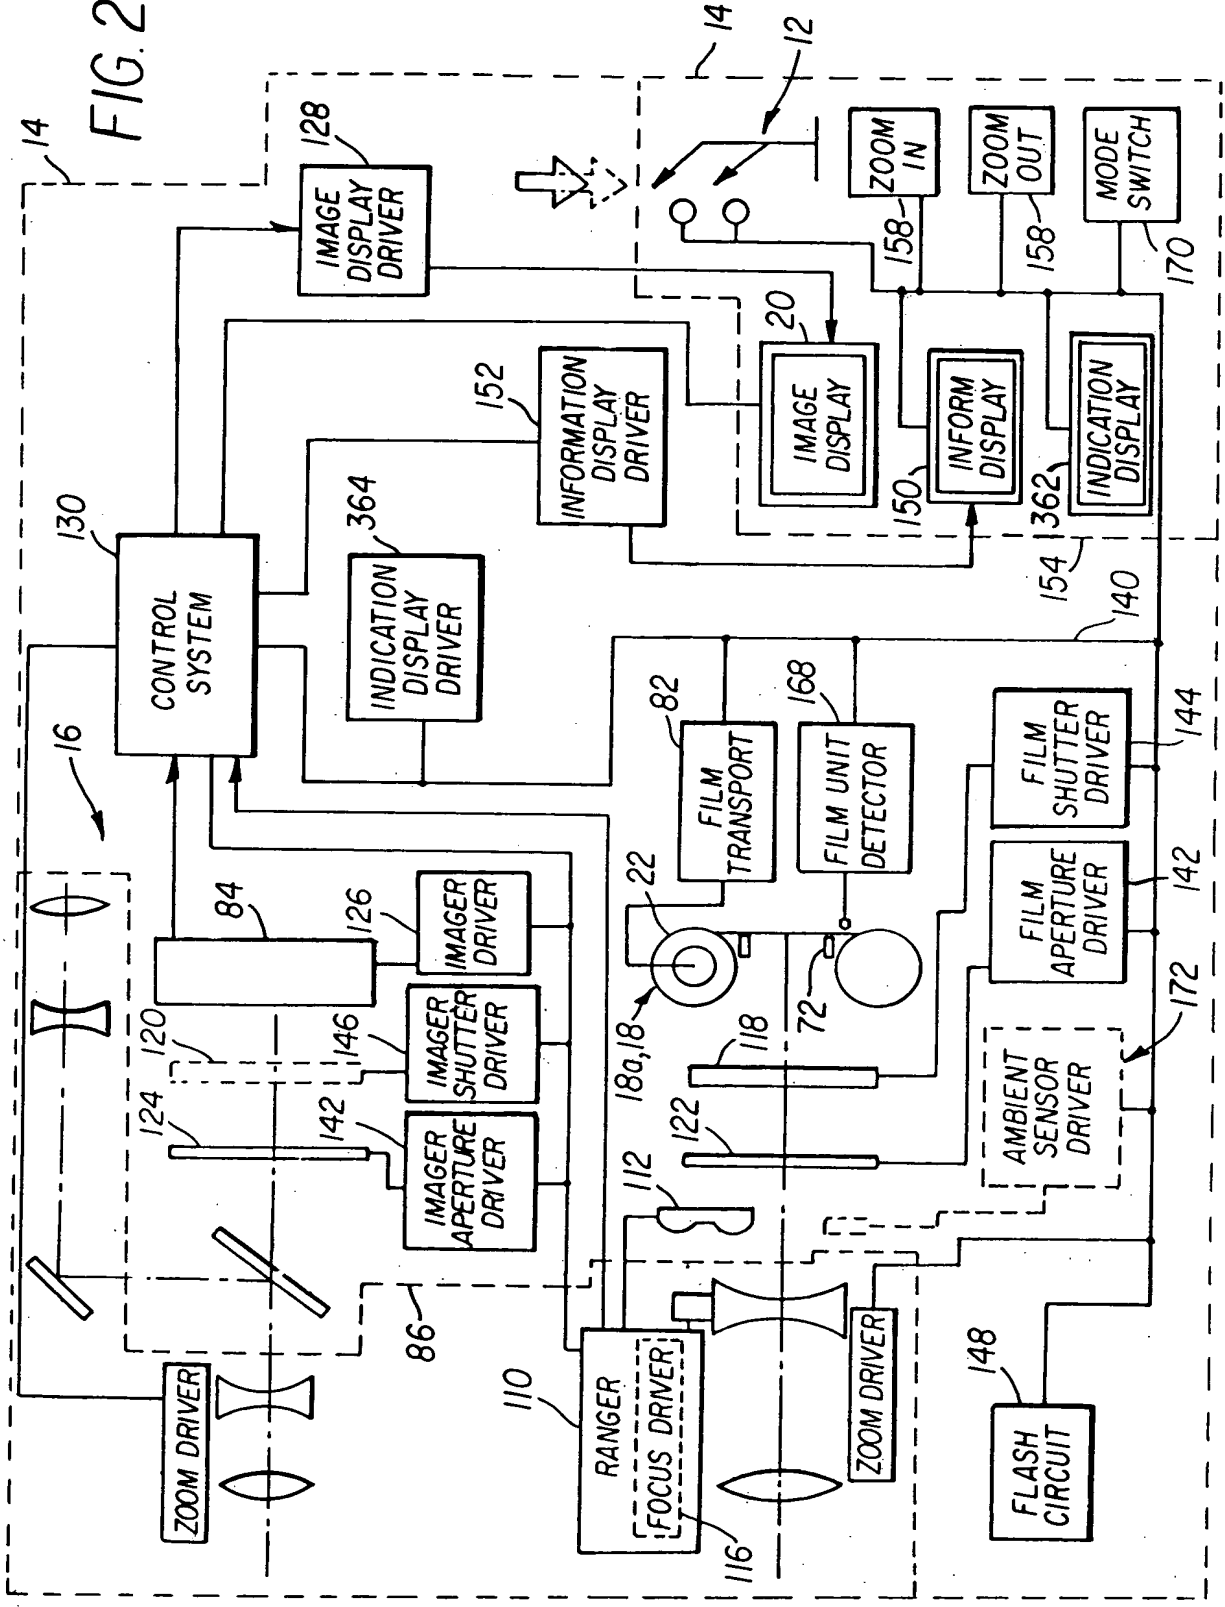 FIG. 2
14
128
IMAGE
DISPLAY
DRIVER
14
12
ZOOM
IN
158
ZOOM
OUT
158
MODE
SWITCH
170
130
CONTROL
SYSTEM
152
INFORMATION
DISPLAY
DRIVER
20
IMAGE
DISPLAY
150
INFORM
DISPLAY
362
INDICATION
DISPLAY
364
INDICATION
DISPLAY
DRIVER
154
140
16
84
126
IMAGER
DRIVER
82
FILM
TRANSPORT
168
FILM UNIT
DETECTOR
22
18a,18
72
144
FILM
SHUTTER
DRIVER
142
FILM
APERTURE
DRIVER
120
146
IMAGER
SHUTTER
DRIVER
124
142
IMAGER
APERTURE
DRIVER
118
122
112
172
AMBIENT
SENSOR
DRIVER
86
ZOOM DRIVER
110
RANGER
FOCUS DRIVER
116
ZOOM DRIVER
148
FLASH
CIRCUIT